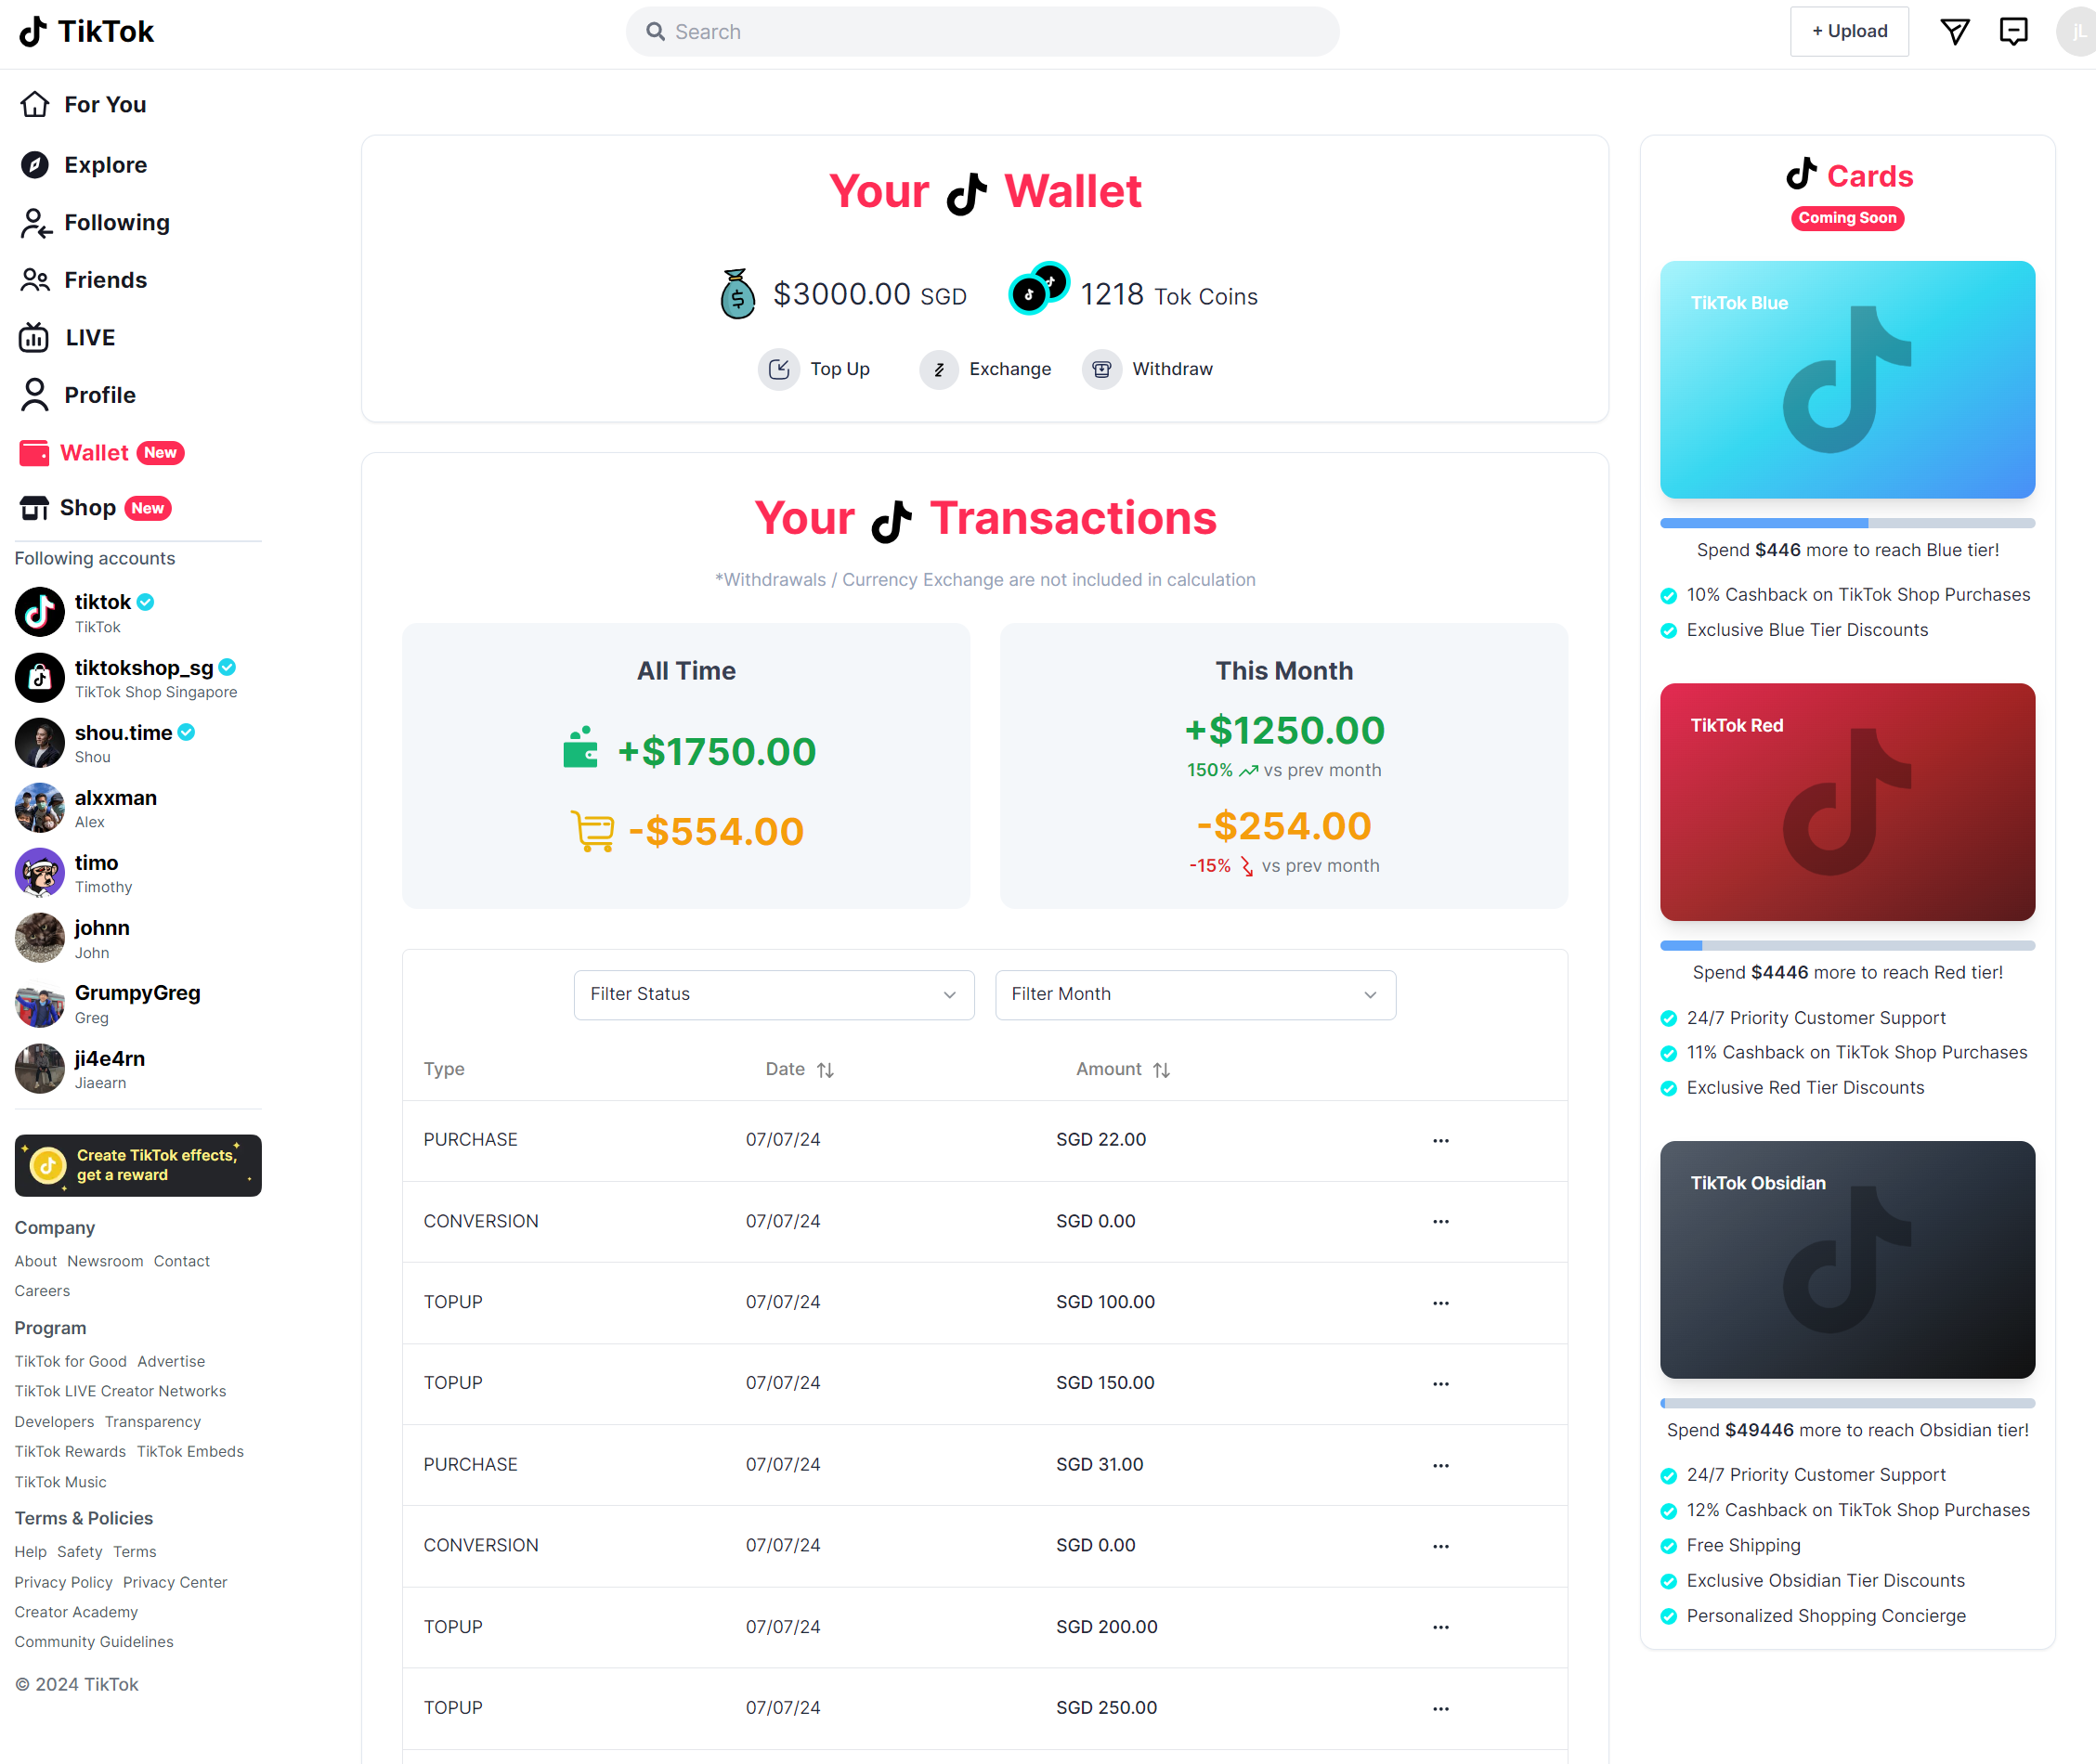 TikTok
Search
+ Upload
jL
For You
Explore
Following
Friends
LIVE
Profile
Wallet New
Shop New
Following accounts
tiktok
TikTok
tiktokshop_sg
TikTok Shop Singapore
shou.time
Shou
alxxman
Alex
timo
Timothy
johnn
John
GrumpyGreg
Greg
ji4e4rn
Jiaearn
Create TikTok effects,
get a reward
Company
About Newsroom Contact
Careers
Program
TikTok for Good Advertise
TikTok LIVE Creator Networks
Developers Transparency
TikTok Rewards TikTok Embeds
TikTok Music
Terms & Policies
Help Safety Terms
Privacy Policy Privacy Center
Creator Academy
Community Guidelines
© 2024 TikTok
Your Wallet
$3000.00 SGD 1218 Tok Coins
Top Up Exchange Withdraw
Your Transactions
*Withdrawals / Currency Exchange are not included in calculation
All Time
+$1750.00
-$554.00
This Month
+$1250.00
150% vs prev month
-$254.00
-15% vs prev month
Filter Status Filter Month
Type Date Amount
PURCHASE 07/07/24 SGD 22.00 ...
CONVERSION 07/07/24 SGD 0.00 ...
TOPUP 07/07/24 SGD 100.00 ...
TOPUP 07/07/24 SGD 150.00 ...
PURCHASE 07/07/24 SGD 31.00 ...
CONVERSION 07/07/24 SGD 0.00 ...
TOPUP 07/07/24 SGD 200.00 ...
TOPUP 07/07/24 SGD 250.00 ...
Cards
Coming Soon
TikTok Blue
Spend $446 more to reach Blue tier!
10% Cashback on TikTok Shop Purchases
Exclusive Blue Tier Discounts
TikTok Red
Spend $4446 more to reach Red tier!
24/7 Priority Customer Support
11% Cashback on TikTok Shop Purchases
Exclusive Red Tier Discounts
TikTok Obsidian
Spend $49446 more to reach Obsidian tier!
24/7 Priority Customer Support
12% Cashback on TikTok Shop Purchases
Free Shipping
Exclusive Obsidian Tier Discounts
Personalized Shopping Concierge